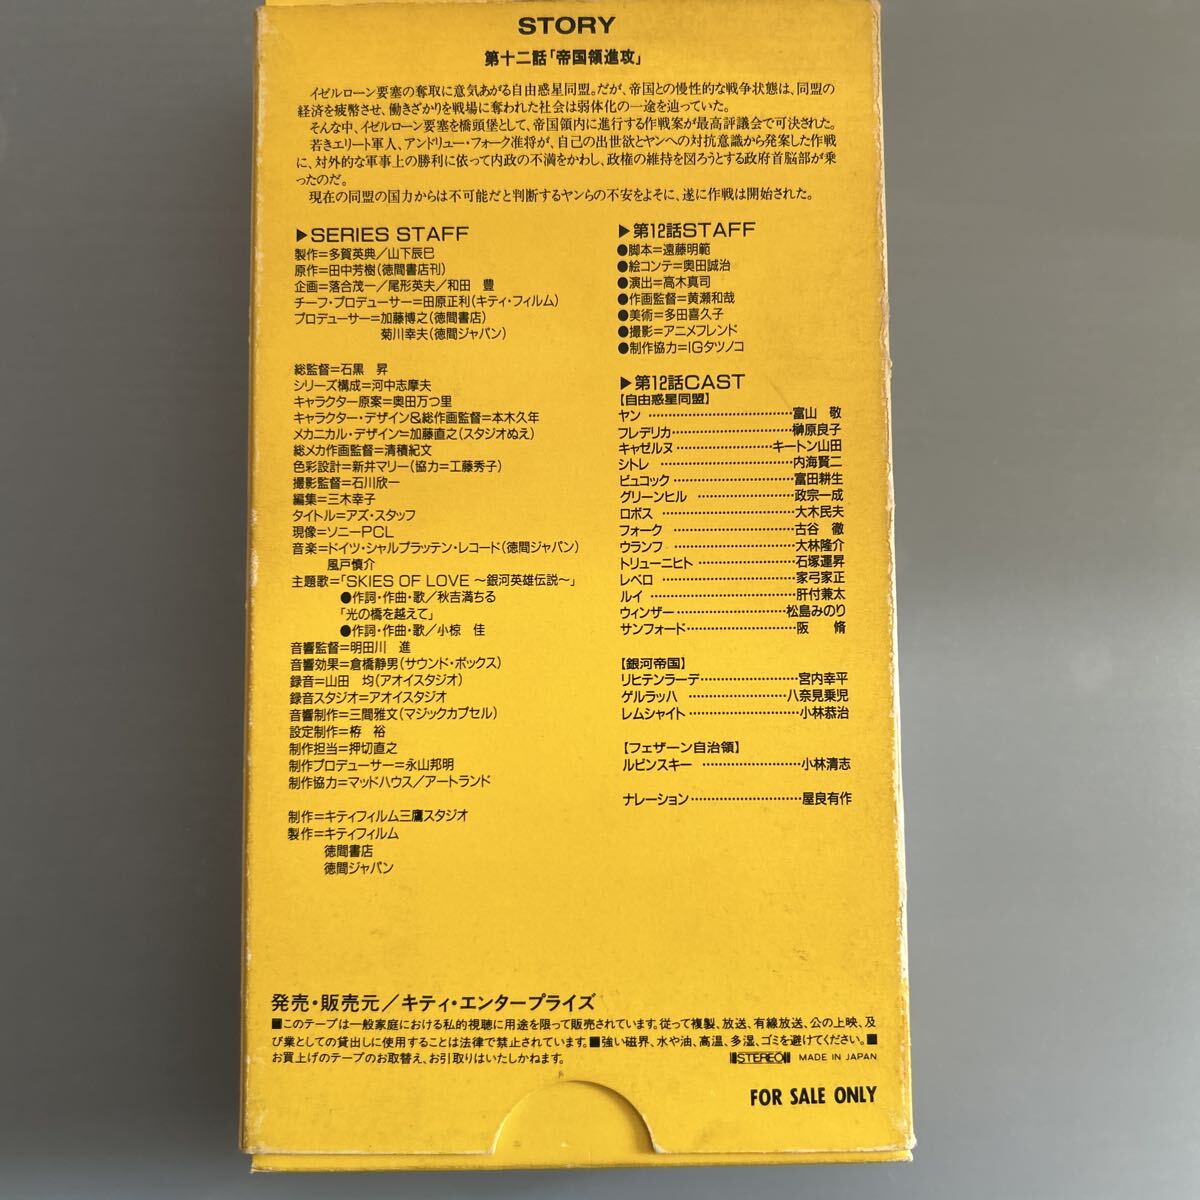 STORY
第十二話「帝国領進攻」
イゼルローン要塞の奪取に意気あがる自由惑星同盟。だが、帝国との慢性的な戦争状態は、同盟の
経済を疲幣させ、働きざかりを戦場に奪われた社会は弱体化の一途を辿っていた。
そんな中、イゼルローン要塞を橋頭堡として、帝国領内に進行する作戦案が最高評議会で可決された。
若きエリート軍人、アンドリュー・フォーク准将が、自己の出世欲とヤンへの対抗意識から発案した作戦
に、対外的な軍事上の勝利に依って内政の不満をかわし、政権の維持を図ろうとする政府首脳部が乗
ったのだ。
現在の同盟の国力からは不可能だと判断するヤンらの不安をよそに、遂に作戦は開始された。
▶SERIES STAFF
製作=多賀英典/山下辰巳
原作=田中芳樹(徳間書店刊)
企画=落合茂一/尾形英夫/和田 豊
チーフ・プロデューサー=田原正利(キティ・フィルム)
プロデューサー=加藤博之(徳間書店)
菊川幸夫(徳間ジャパン)
総監督=石黒 昇
シリーズ構成=河中志摩夫
キャラクター原案=奥田万つ里
キャラクター・デザイン&総作画監督=本木久年
メカニカル・デザイン=加藤直之(スタジオぬえ)
総メカ作画監督=清積紀文
色彩設計=新井マリー(協力=工藤秀子)
撮影監督=石川欣一
編集=三木幸子
タイトル=アズ・スタッフ
現像=ソニーPCL
音楽=ドイツ・シャルプラッテン・レコード(徳間ジャパン)
風戸慎介
主題歌=「SKIES OF LOVE ～銀河英雄伝説～」
●作詞・作曲・歌/秋吉満ちる
「光の橋を越えて」
●作詞・作曲・歌/小椋 佳
音響監督=明田川 進
音響効果=倉橋静男(サウンド・ボックス)
録音=山田 均(アオイスタジオ)
録音スタジオ=アオイスタジオ
音響制作=三間雅文(マジックカプセル)
設定制作=栫 裕
制作担当=押切直之
制作プロデューサー=永山邦明
制作協力=マッドハウス/アートランド
制作=キティフィルム三鷹スタジオ
製作=キティフィルム
徳間書店
徳間ジャパン
▶第12話STAFF
●脚本=遠藤明範
●絵コンテ=奥田誠治
●演出=高木真司
●作画監督=黄瀬和哉
●美術=多田喜久子
●撮影=アニメフレンド
●制作協力=IGタツノコ
▶第12話CAST
【自由惑星同盟】
ヤン………………富山 敬
フレデリカ………………榊原良子
キャゼルヌ………………キートン山田
シトレ………………内海賢二
ビュコック………………富田耕生
グリーンヒル………………政宗一成
ロボス………………大木民夫
フォーク………………古谷 徹
ウランフ………………大林隆介
トリューニヒト………………石塚運昇
レベロ………………家弓家正
ルイ………………肝付兼太
ウィンザー………………松島みのり
サンフォード………………阪 脩
【銀河帝国】
リヒテンラーデ………………宮内幸平
ゲルラッハ………………八奈見乗児
レムシャイト………………小林恭治
【フェザーン自治領】
ルビンスキー………………小林清志
ナレーション………………屋良有作
発売・販売元/キティ・エンタープライズ
■このテープは一般家庭における私的視聴に用途を限って販売されています。従って複製、放送、有線放送、公の上映、及
び業としての貸出しに使用することは法律で禁止されています。■強い磁界、水や油、高温、多湿、ゴミを避けてください。■
お買上げのテープのお取替え、お引取りはいたしかねます。
STEREO MADE IN JAPAN
FOR SALE ONLY